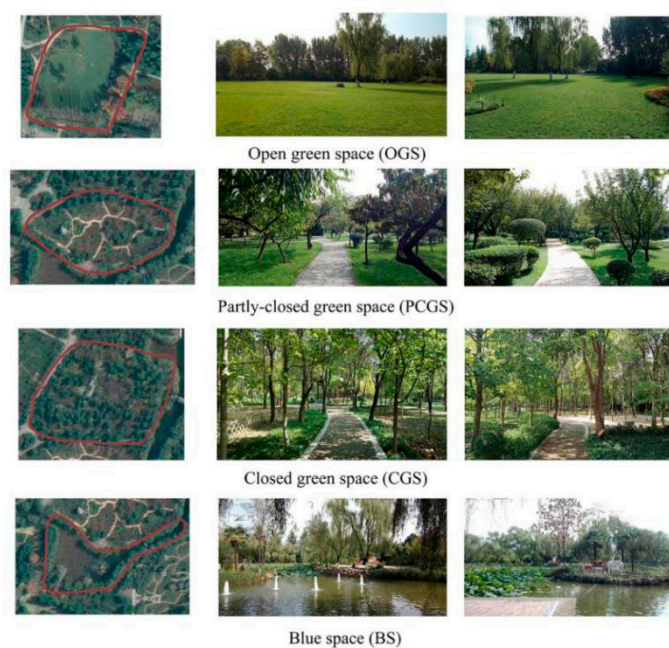 Open green space (OGS)
Partly-closed green space (PCGS)
Closed green space (CGS)
Blue space (BS)